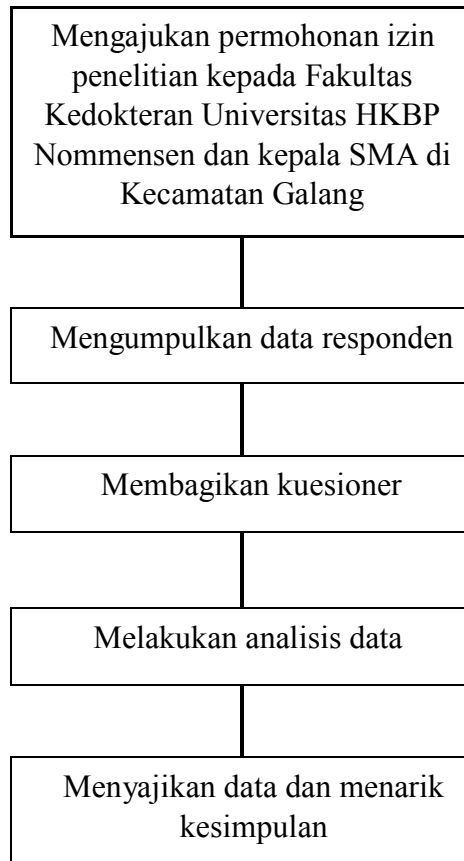 Mengajukan permohonan izin
penelitian kepada Fakultas
Kedokteran Universitas HKBP
Nommensen dan kepala SMA di
Kecamatan Galang
Mengumpulkan data responden
Membagikan kuesioner
Melakukan analisis data
Menyajikan data dan menarik
kesimpulan